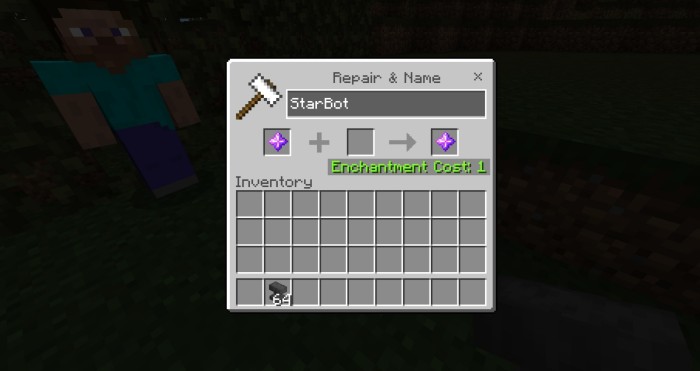 Repair & Name
StarBot
Enchantment Cost: 1
Inventory
64